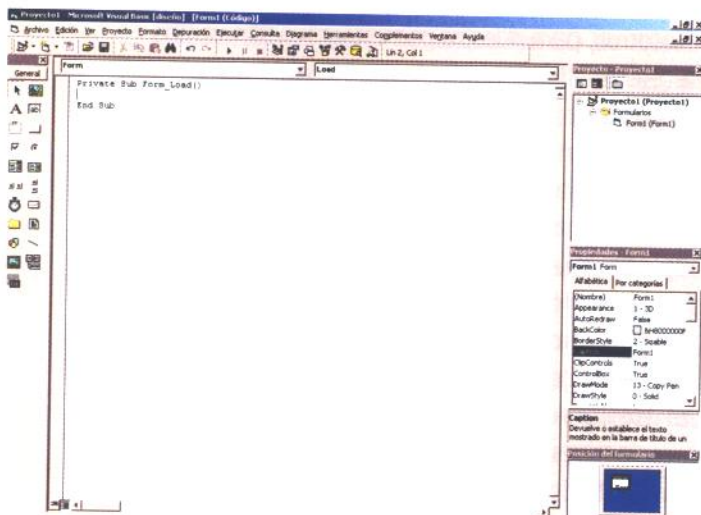 Proyecto1 - Microsoft Visual Basic [diseño] - [Form1 (Código)]
Archivo Edición Ver Proyecto Formato Depuración Ejecutar Consulta Diagrama Herramientas Complementos Ventana Ayuda
Lín 2, Col 1
General
Form
Load
Private Sub Form_Load()
End Sub
Proyecto - Proyecto1
Proyecto1 (Proyecto1)
Formularios
Form1 (Form1)
Propiedades - Form1
Form1 Form
Alfabética Por categorías
(Nombre) Form1
Appearance 1 - 3D
AutoRedraw False
BackColor &H8000000F
BorderStyle 2 - Sizable
Form1
ClipControls True
ControlBox True
DrawMode 13 - Copy Pen
DrawStyle 0 - Solid
Caption
Devuelve o establece el texto
mostrado en la barra de título de un
Posición del formulario